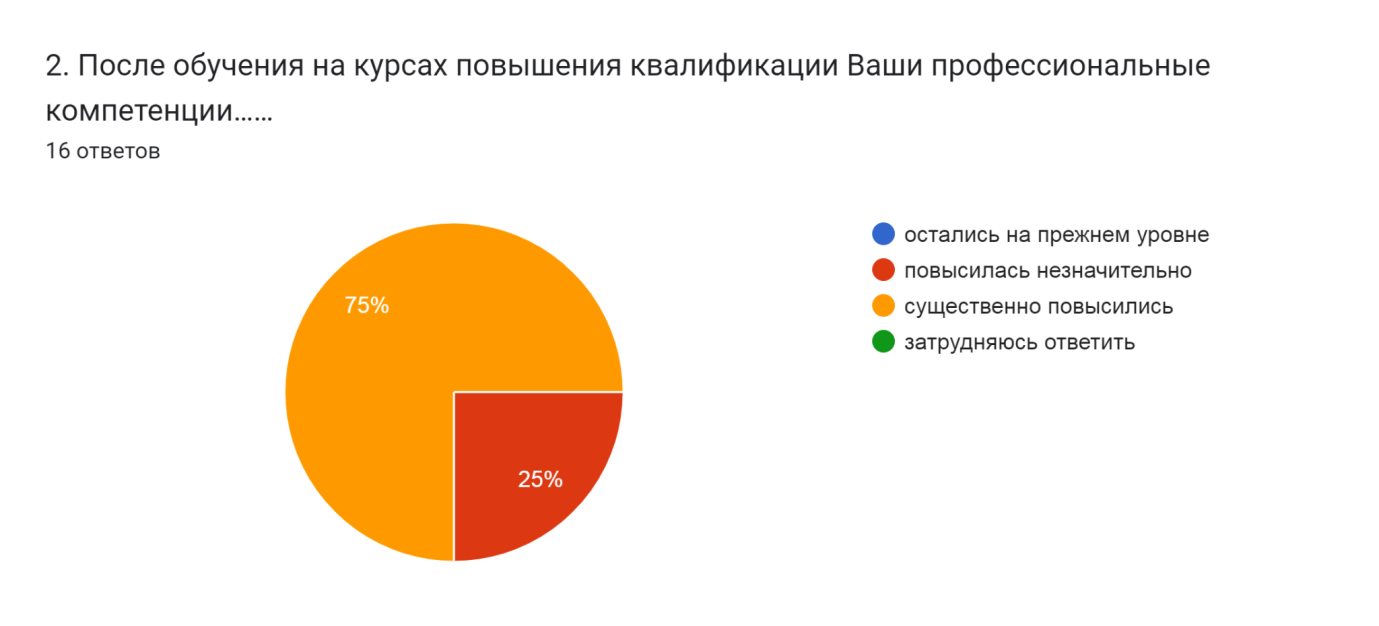 2. После обучения на курсах повышения квалификации Ваши профессиональные
компетенции......
16 ответов
остались на прежнем уровне
повысилась незначительно
существенно повысились
затрудняюсь ответить
75%
25%